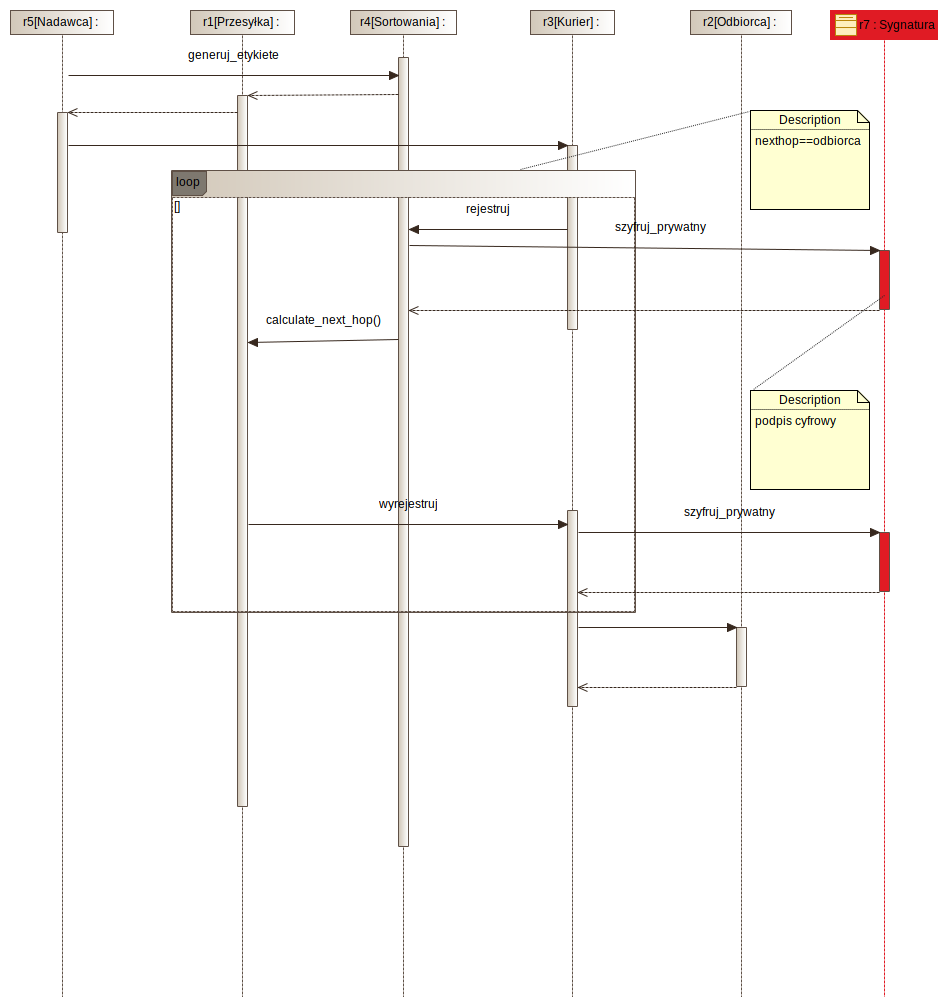 r5[Nadawca] :
r1[Przesyłka] :
r4[Sortowania] :
r3[Kurier] :
r2[Odbiorca] :
r7 : Sygnatura
generuj_etykiete
Description
nexthop==odbiorca
loop
[]
rejestruj
szyfruj_prywatny
calculate_next_hop()
Description
podpis cyfrowy
wyrejestruj
szyfruj_prywatny